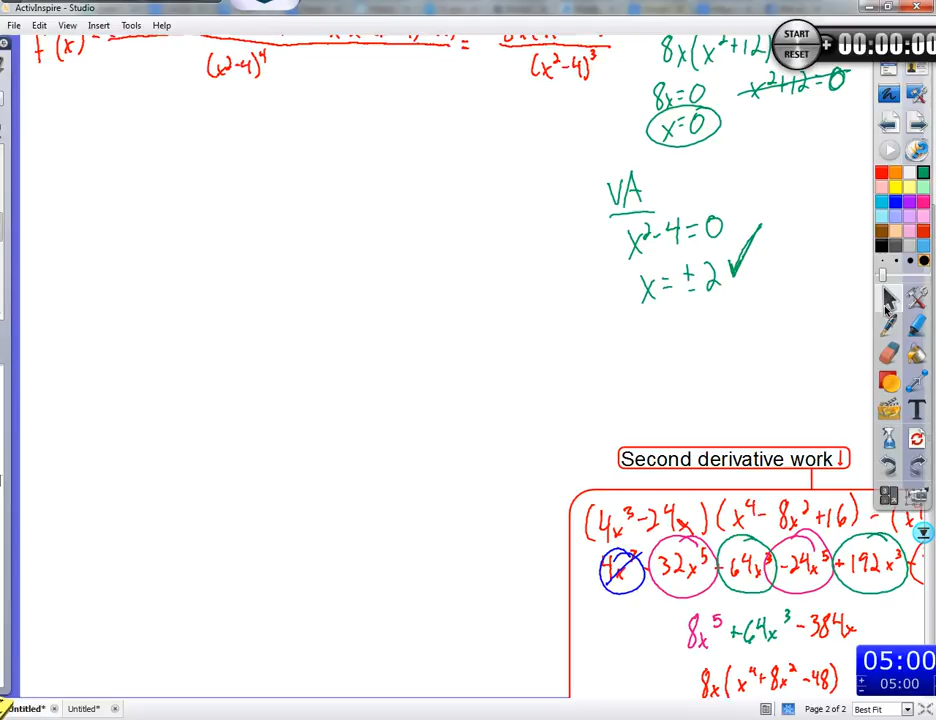 ActivInspire - Studio
File Edit View Insert Tools Help
START
RESET
00:00:00
f"(x)=
=
(x²-4)⁴
(x²-4)³
8x(x²+12)
8x=0
x²+12=0
x=0
VA
x²-4=0
x=±2 ✓
Second derivative work ↓
(4x³-24x)(x⁴-8x²+16)-(x
32x⁵
64x³
-24x⁵
+192x³
8x⁵+64x³-384x
8x(x⁴+8x²-48)
05:00
05:00
Untitled*
Page 2 of 2
Best Fit